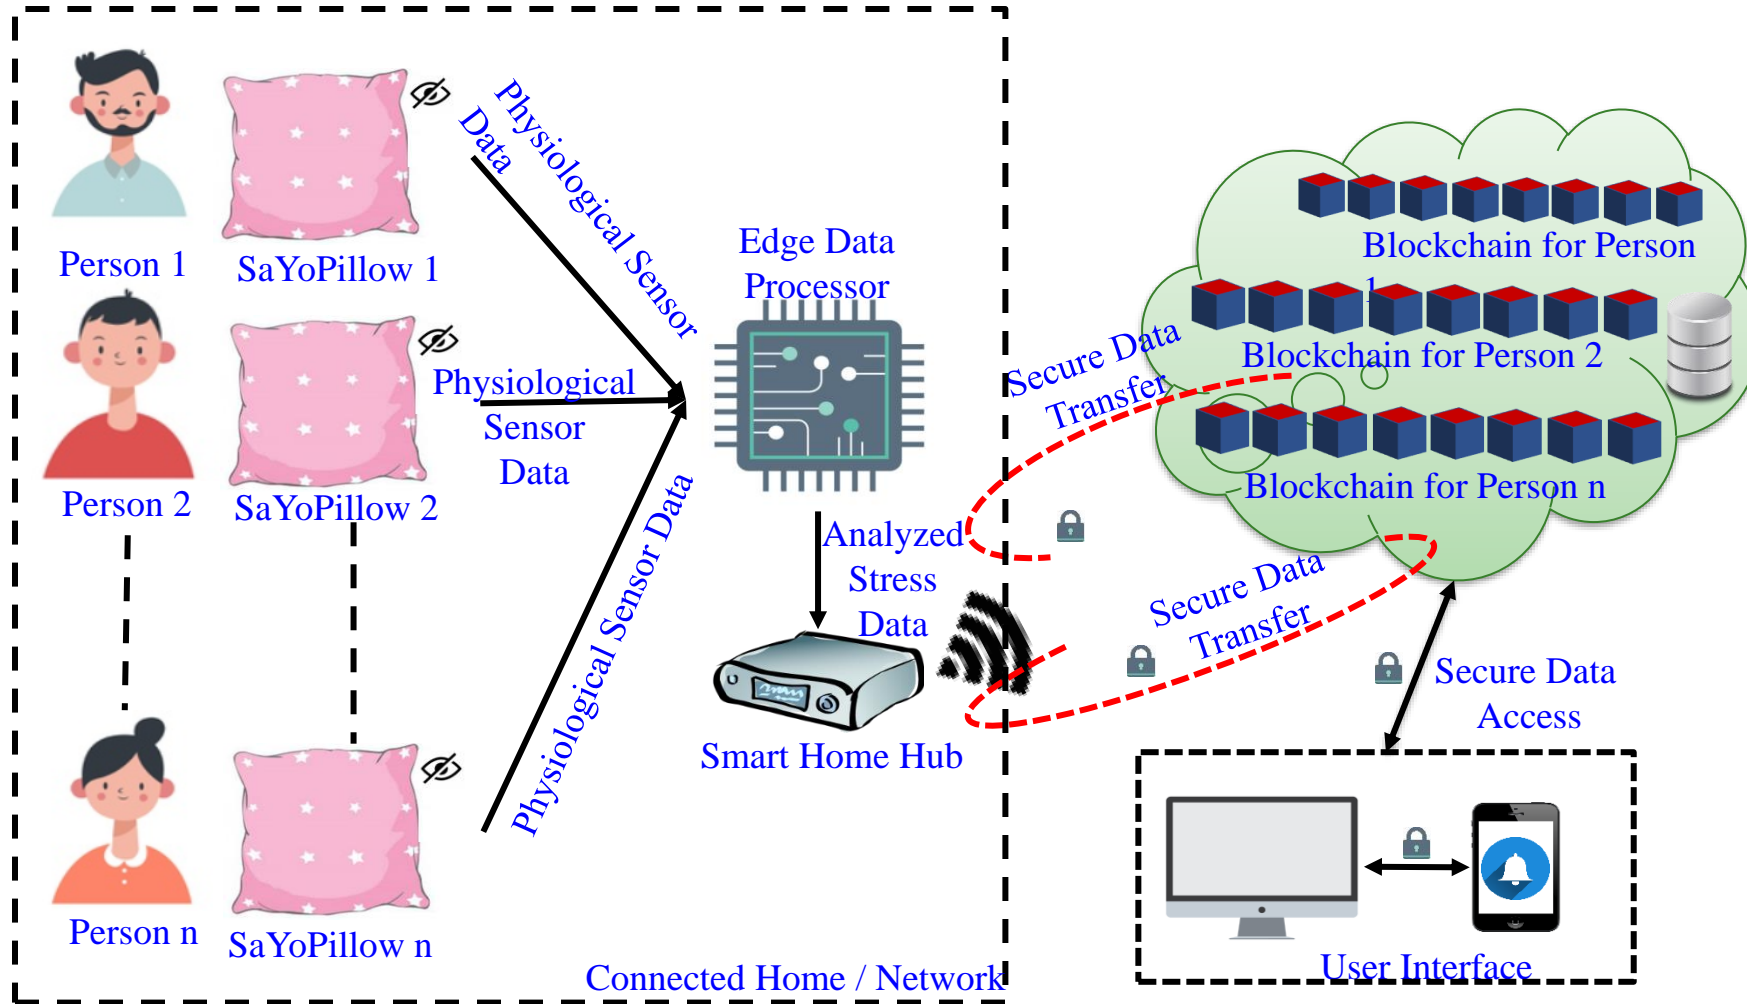 Person 1
SaYoPillow 1
Physiological Sensor
Data
Person 2
SaYoPillow 2
Physiological
Sensor
Data
Person n
SaYoPillow n
Physiological Sensor Data
Edge Data
Processor
Analyzed
Stress
Data
Smart Home Hub
Connected Home / Network
Secure Data
Transfer
Secure Data
Transfer
Blockchain for Person
1
Blockchain for Person 2
Blockchain for Person n
Secure Data
Access
User Interface